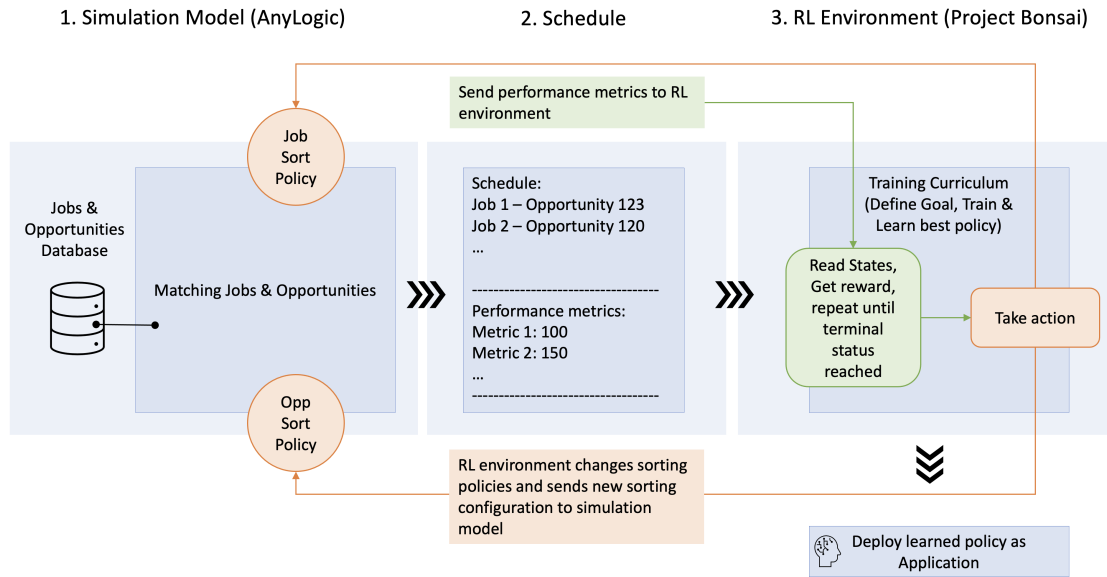 1. Simulation Model (AnyLogic)
2. Schedule
3. RL Environment (Project Bonsai)
Send performance metrics to RL
environment
Job
Sort
Policy
Jobs &
Opportunities
Database
Matching Jobs & Opportunities
Opp
Sort
Policy
Schedule:
Job 1 – Opportunity 123
Job 2 – Opportunity 120
...
-----------------------------------
Performance metrics:
Metric 1: 100
Metric 2: 150
...
-----------------------------------
Training Curriculum
(Define Goal, Train &
Learn best policy)
Read States,
Get reward,
repeat until
terminal
status
reached
Take action
RL environment changes sorting
policies and sends new sorting
configuration to simulation
model
Deploy learned policy as
Application